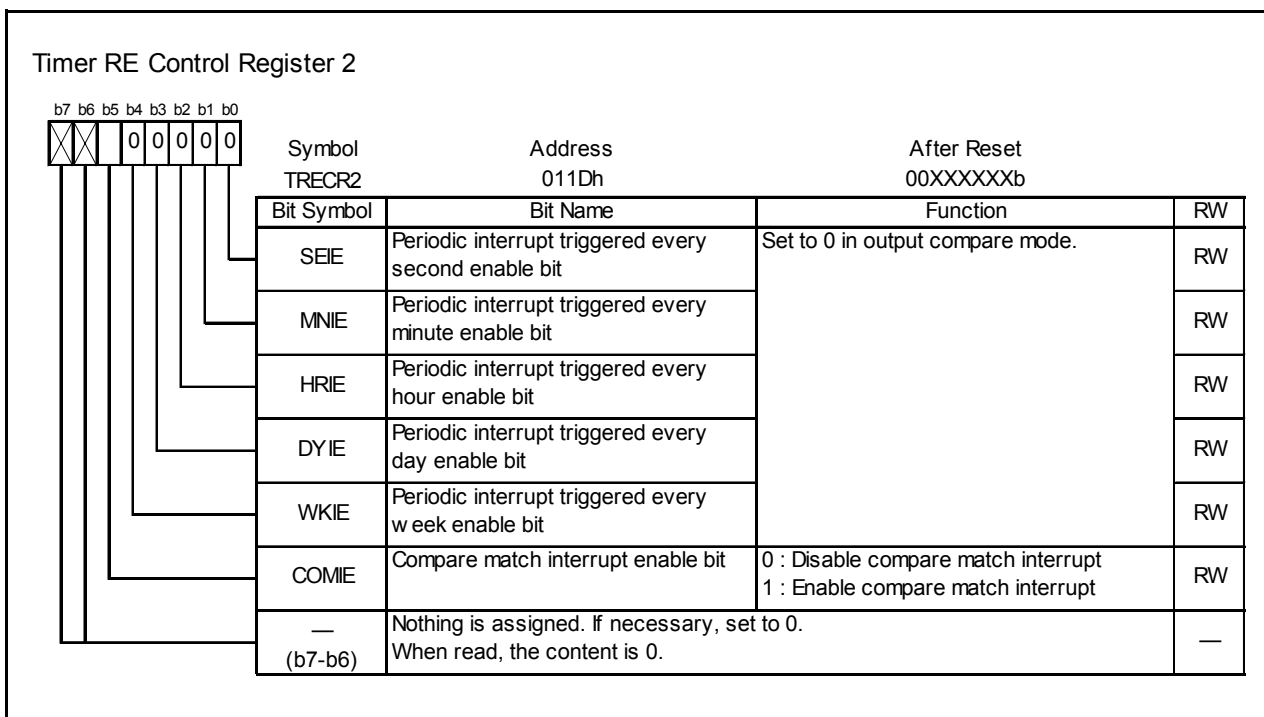 Timer RE Control Register 2
b7 b6 b5 b4 b3 b2 b1 b0
0 0 0 0 0
Symbol Address After Reset
TRECR2 011Dh 00XXXXXXb
Bit Symbol Bit Name Function RW
SEIE Periodic interrupt triggered every second enable bit Set to 0 in output compare mode. RW
MNIE Periodic interrupt triggered every minute enable bit RW
HRIE Periodic interrupt triggered every hour enable bit RW
DYIE Periodic interrupt triggered every day enable bit RW
WKIE Periodic interrupt triggered every week enable bit RW
COMIE Compare match interrupt enable bit 0 : Disable compare match interrupt
1 : Enable compare match interrupt RW
— Nothing is assigned. If necessary, set to 0.
(b7-b6) When read, the content is 0. —